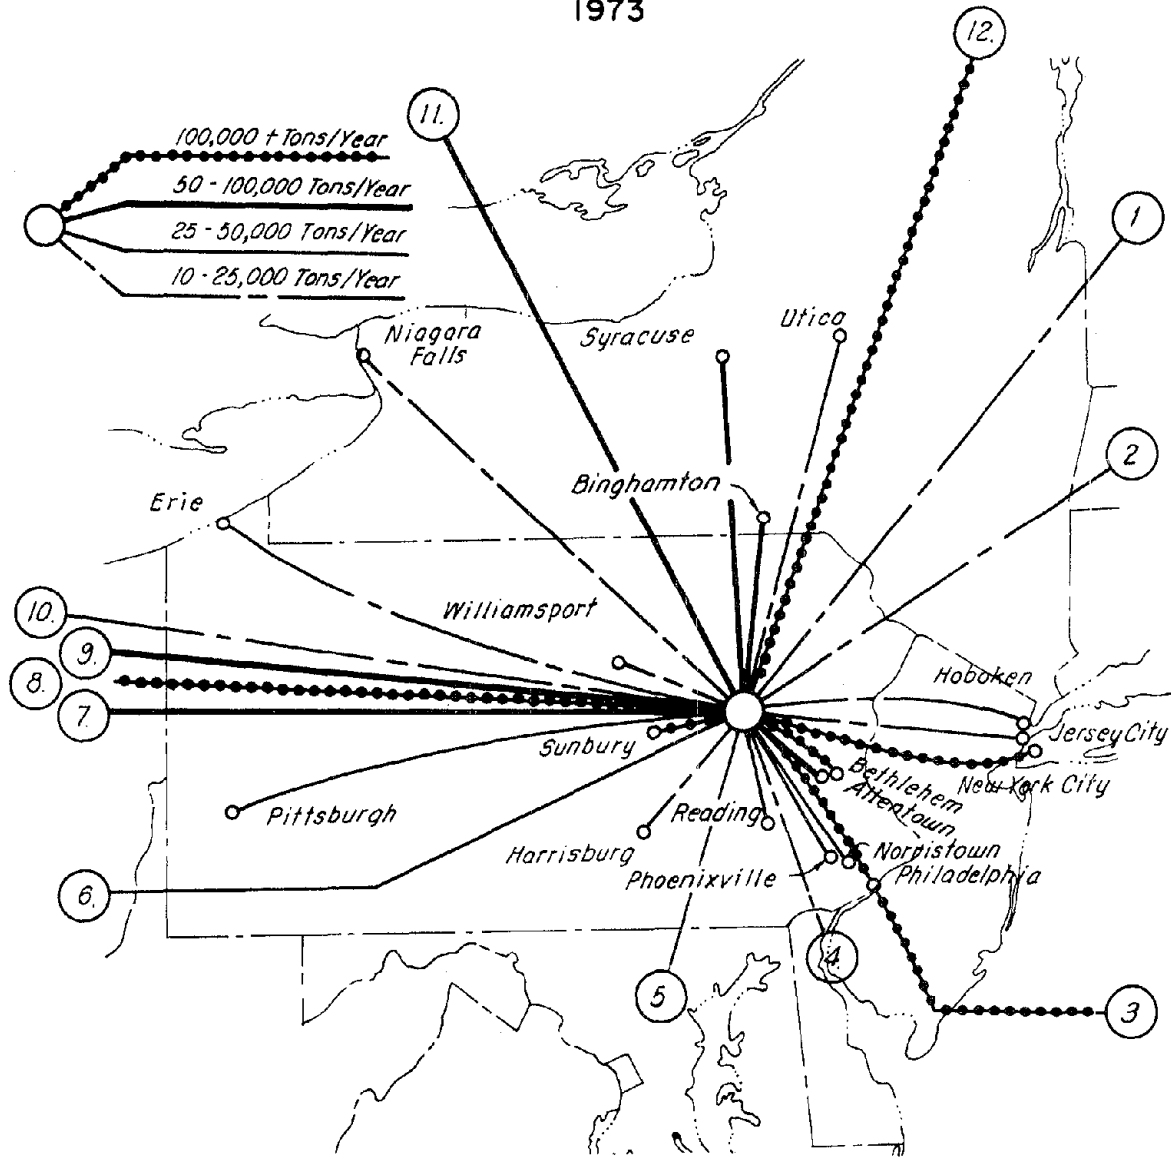 1973
12.
11.
100,000 + Tons/Year
50 - 100,000 Tons/Year
25 - 50,000 Tons/Year
10 - 25,000 Tons/Year
1
Niagara
Falls
Syracuse
Utica
2
Binghamton
Erie
10.
Williamsport
9.
8.
7.
Hoboken
Jersey City
Sunbury
New York City
Bethlehem
Allentown
Pittsburgh
Reading
Harrisburg
Norristown
Phoenixville
Philadelphia
6.
4.
5
3